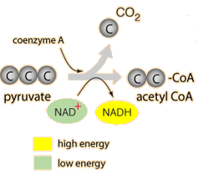 CO2
C
coenzyme A
C C C
C C -CoA
pyruvate
acetyl CoA
NAD+
NADH
high energy
low energy